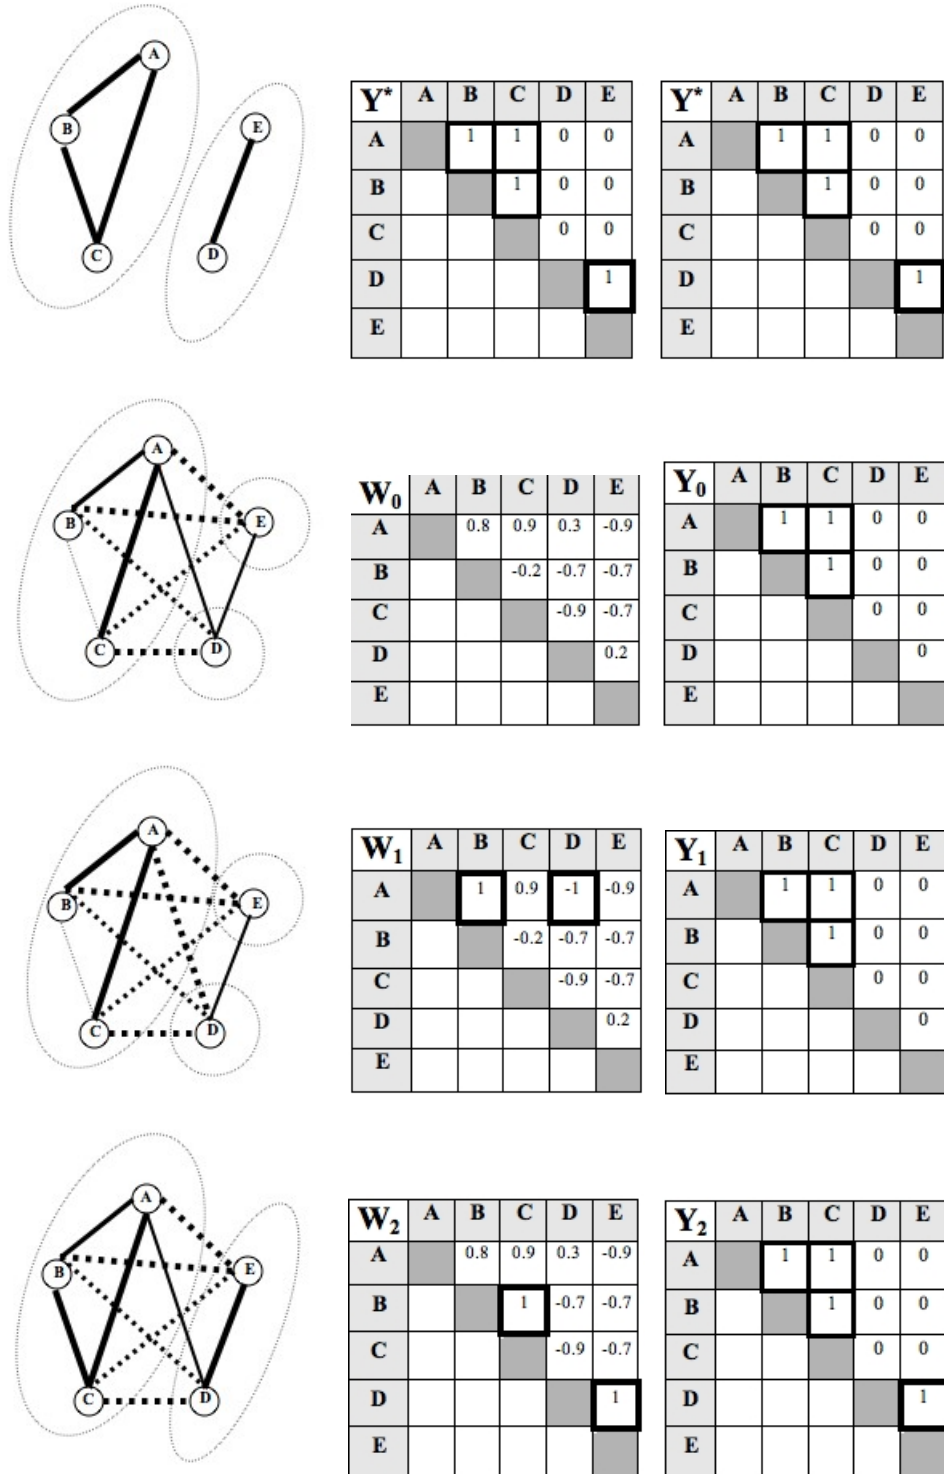 A
B
E
C
D
Y* A B C D E
A 1 1 0 0
B 1 0 0
C 0 0
D 1
E
Y* A B C D E
A 1 1 0 0
B 1 0 0
C 0 0
D 1
E
A
B
E
C
D
W0 A B C D E
A 0.8 0.9 0.3 -0.9
B -0.2 -0.7 -0.7
C -0.9 -0.7
D 0.2
E
Y0 A B C D E
A 1 1 0 0
B 1 0 0
C 0 0
D 0
E
A
B
E
C
D
W1 A B C D E
A 1 0.9 -1 -0.9
B -0.2 -0.7 -0.7
C -0.9 -0.7
D 0.2
E
Y1 A B C D E
A 1 1 0 0
B 1 0 0
C 0 0
D 0
E
A
B
E
C
D
W2 A B C D E
A 0.8 0.9 0.3 -0.9
B 1 -0.7 -0.7
C -0.9 -0.7
D 1
E
Y2 A B C D E
A 1 1 0 0
B 1 0 0
C 0 0
D 1
E